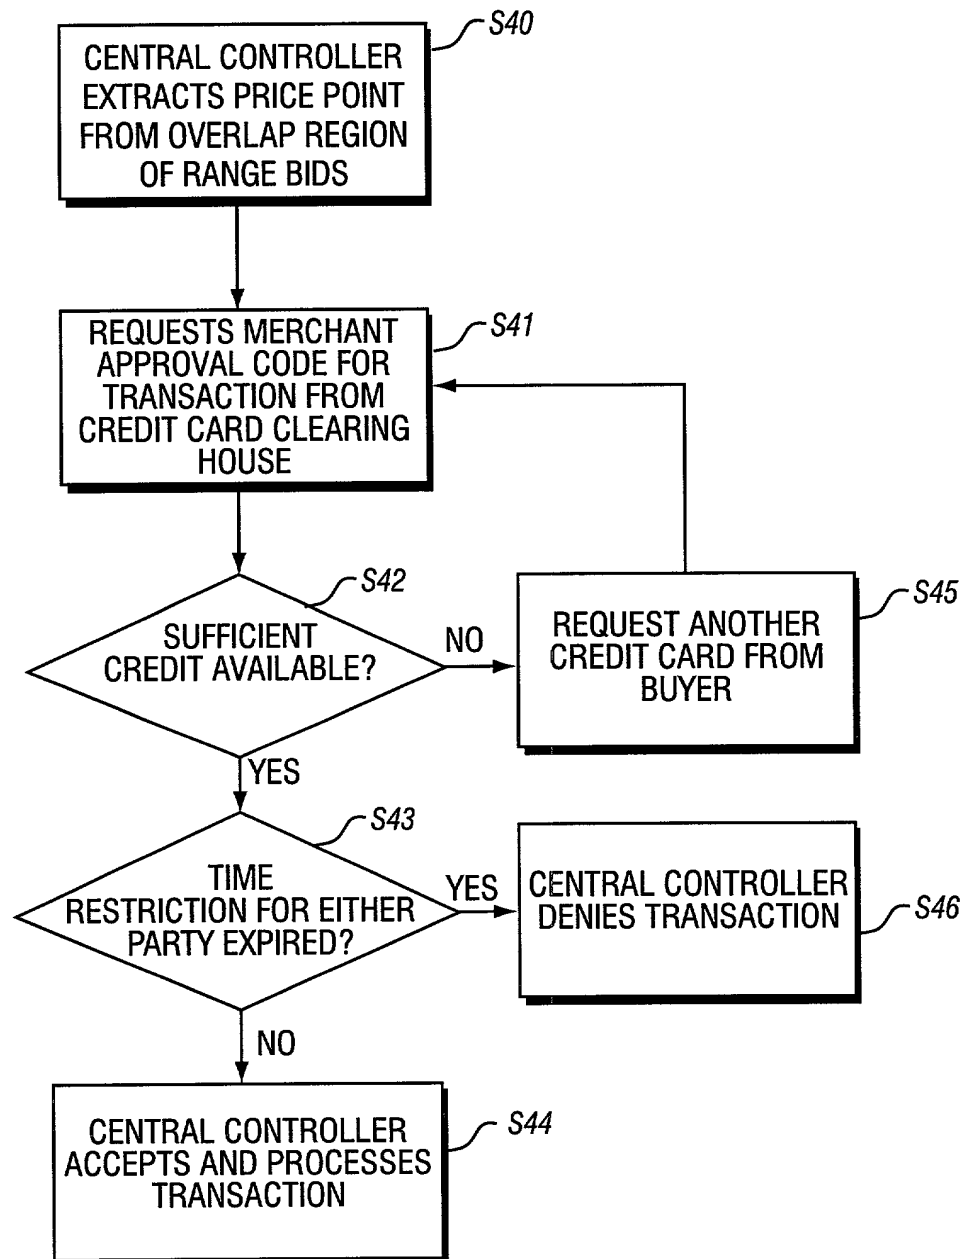 S40
CENTRAL CONTROLLER
EXTRACTS PRICE POINT
FROM OVERLAP REGION
OF RANGE BIDS
S41
REQUESTS MERCHANT
APPROVAL CODE FOR
TRANSACTION FROM
CREDIT CARD CLEARING
HOUSE
S42
SUFFICIENT
CREDIT AVAILABLE?
NO
S45
REQUEST ANOTHER
CREDIT CARD FROM
BUYER
YES
S43
TIME
RESTRICTION FOR EITHER
PARTY EXPIRED?
YES
CENTRAL CONTROLLER
DENIES TRANSACTION
S46
NO
S44
CENTRAL CONTROLLER
ACCEPTS AND PROCESSES
TRANSACTION